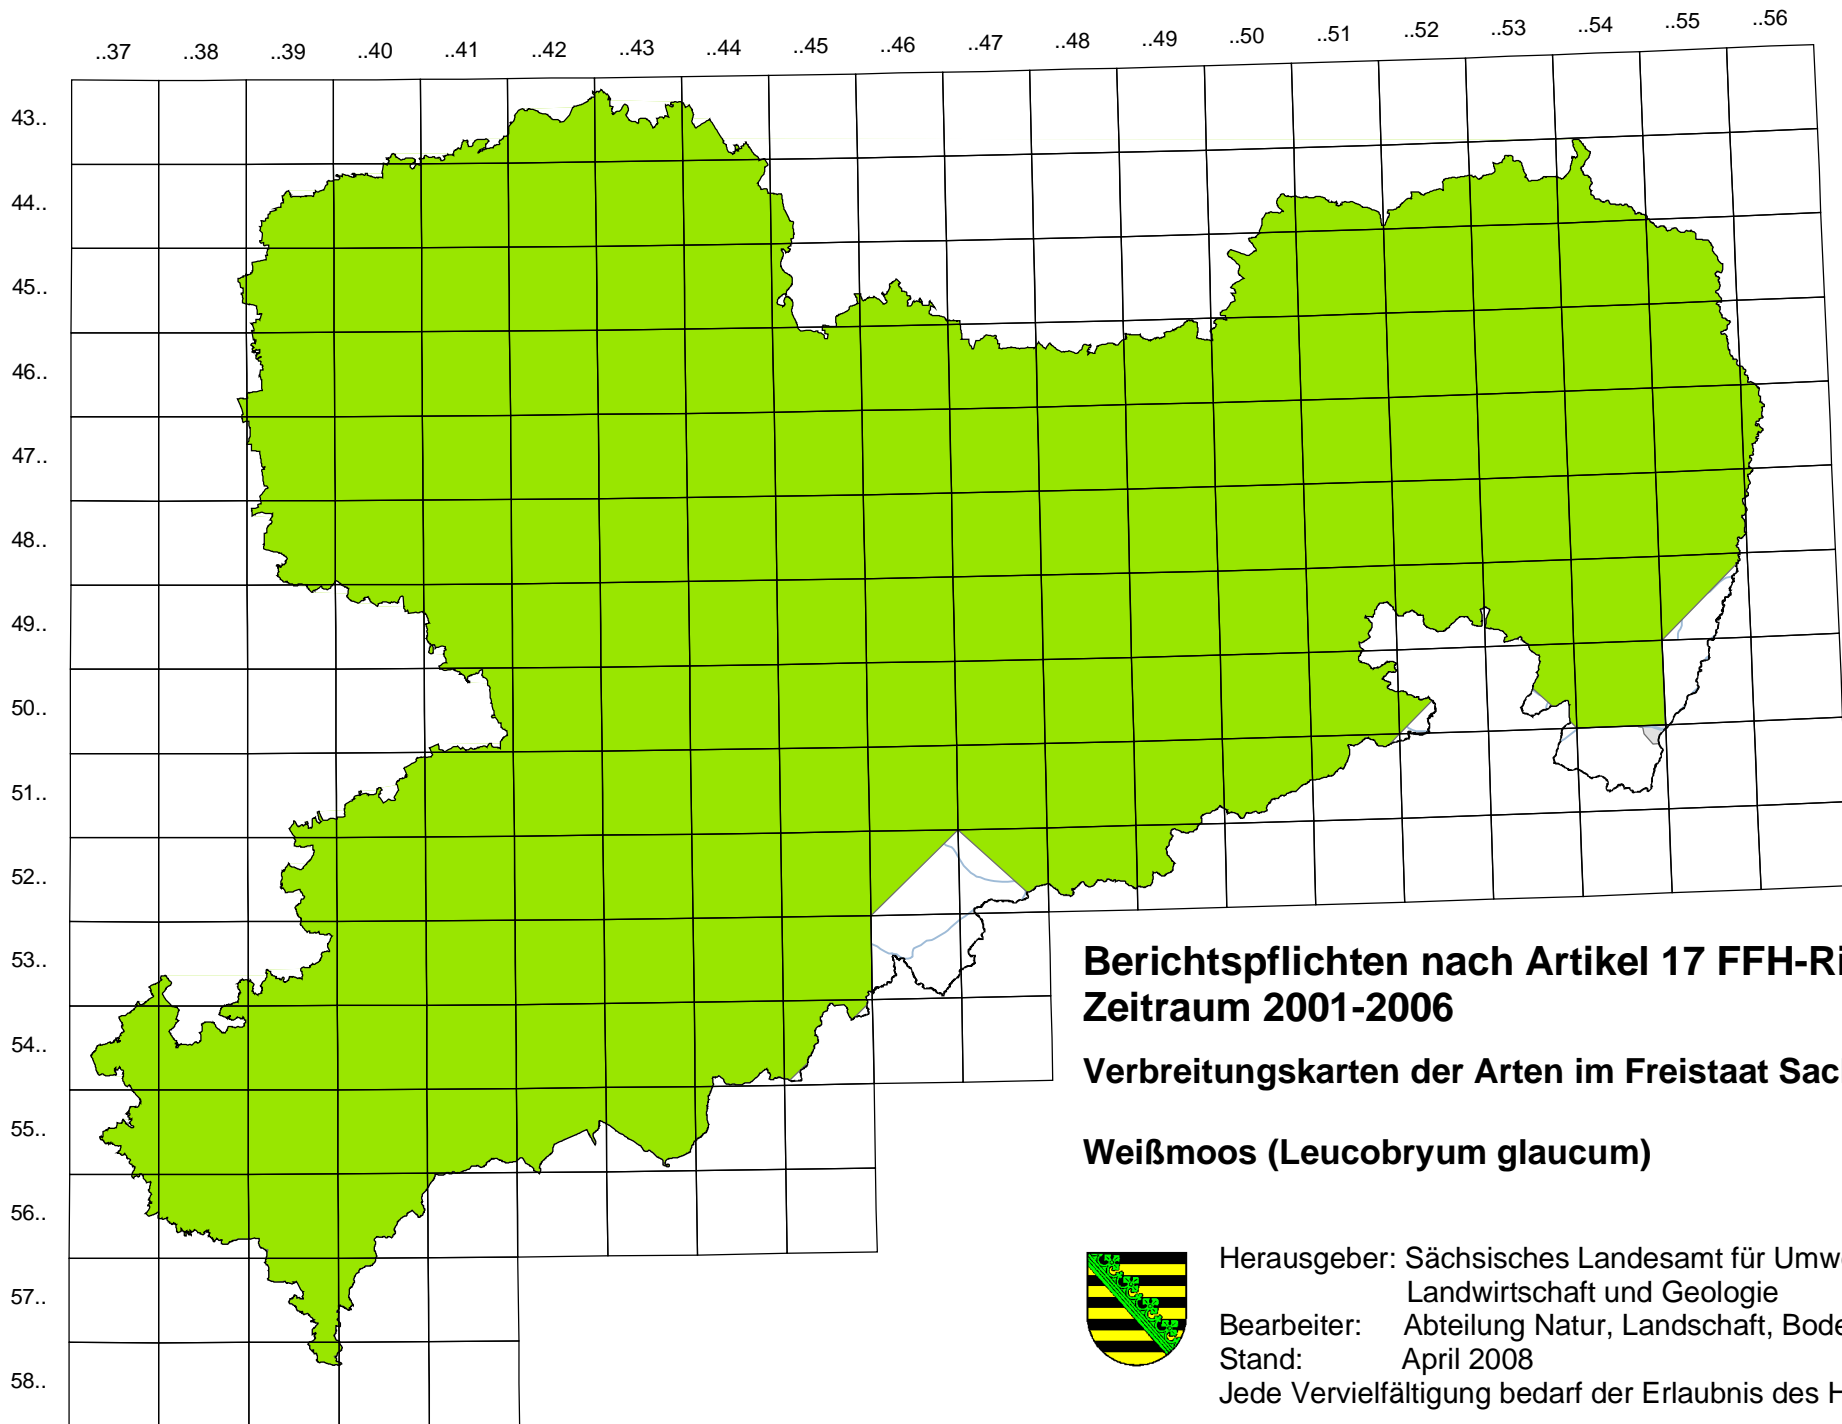 ..37 ..38 ..39 ..40 ..41 ..42 ..43 ..44 ..45 ..46 ..47 ..48 ..49 ..50 ..51 ..52 ..53 ..54 ..55 ..56
43..
44..
45..
46..
47..
48..
49..
50..
51..
52..
53..
54..
55..
56..
57..
58..
Berichtspflichten nach Artikel 17 FFH-Ri
Zeitraum 2001-2006
Verbreitungskarten der Arten im Freistaat Sac
Weißmoos (Leucobryum glaucum)
Herausgeber: Sächsisches Landesamt für Umwe
Landwirtschaft und Geologie
Bearbeiter: Abteilung Natur, Landschaft, Bode
Stand: April 2008
Jede Vervielfältigung bedarf der Erlaubnis des H